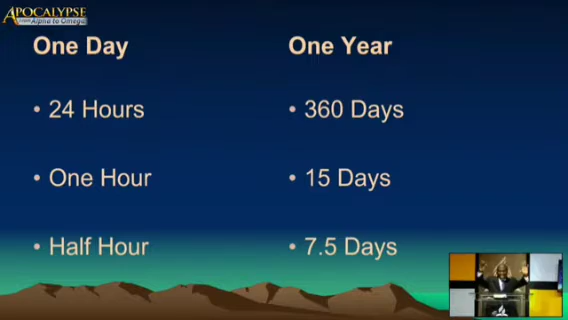 APOCALYPSE
from Alpha to Omega
One Day One Year
• 24 Hours • 360 Days
• One Hour • 15 Days
• Half Hour • 7.5 Days